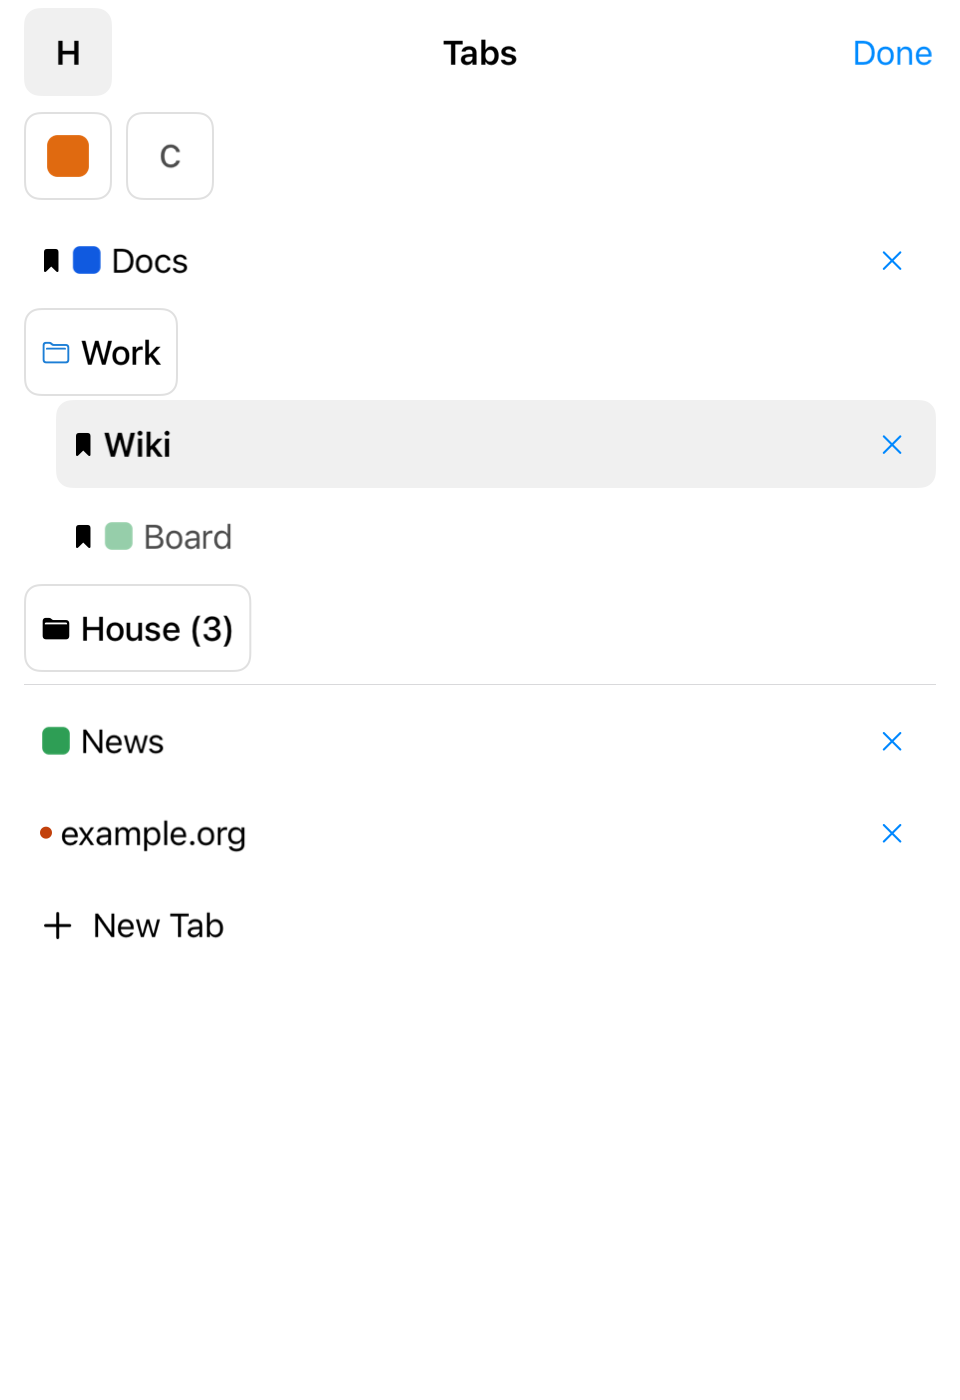 H Tabs Done
C
Docs
Work
Wiki
Board
House (3)
News
example.org
New Tab